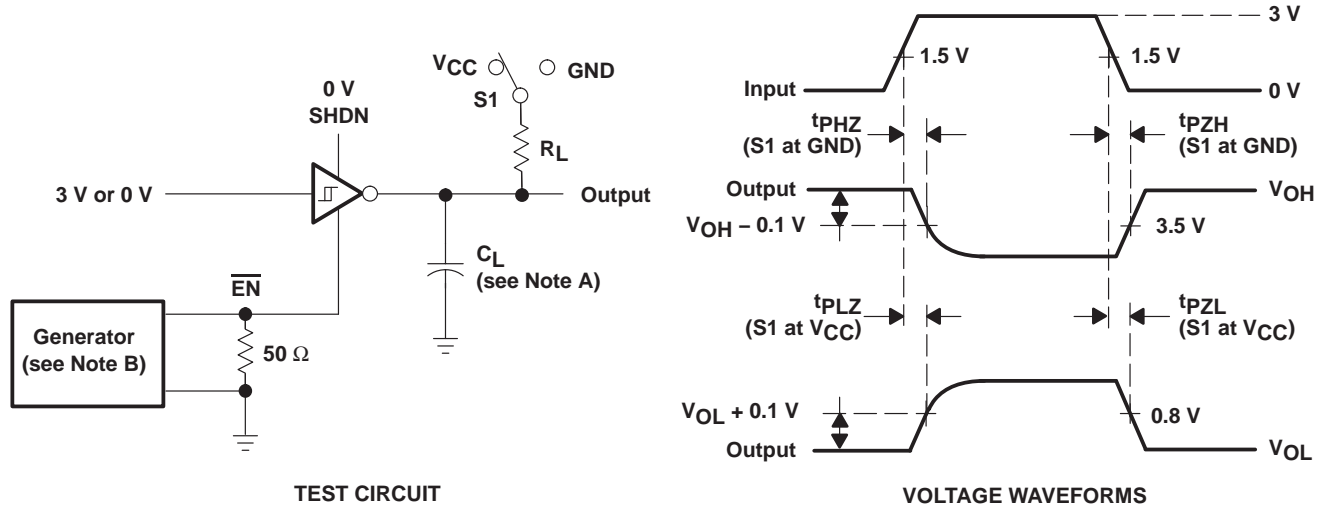 VCC
GND
S1
0 V
SHDN
RL
3 V or 0 V
Output
CL
(see Note A)
EN
Generator
(see Note B)
50 Ω
TEST CIRCUIT
3 V
1.5 V
1.5 V
Input
0 V
tPHZ
(S1 at GND)
tPZH
(S1 at GND)
Output
VOH
VOH – 0.1 V
3.5 V
tPLZ
(S1 at VCC)
tPZL
(S1 at VCC)
VOL + 0.1 V
0.8 V
Output
VOL
VOLTAGE WAVEFORMS